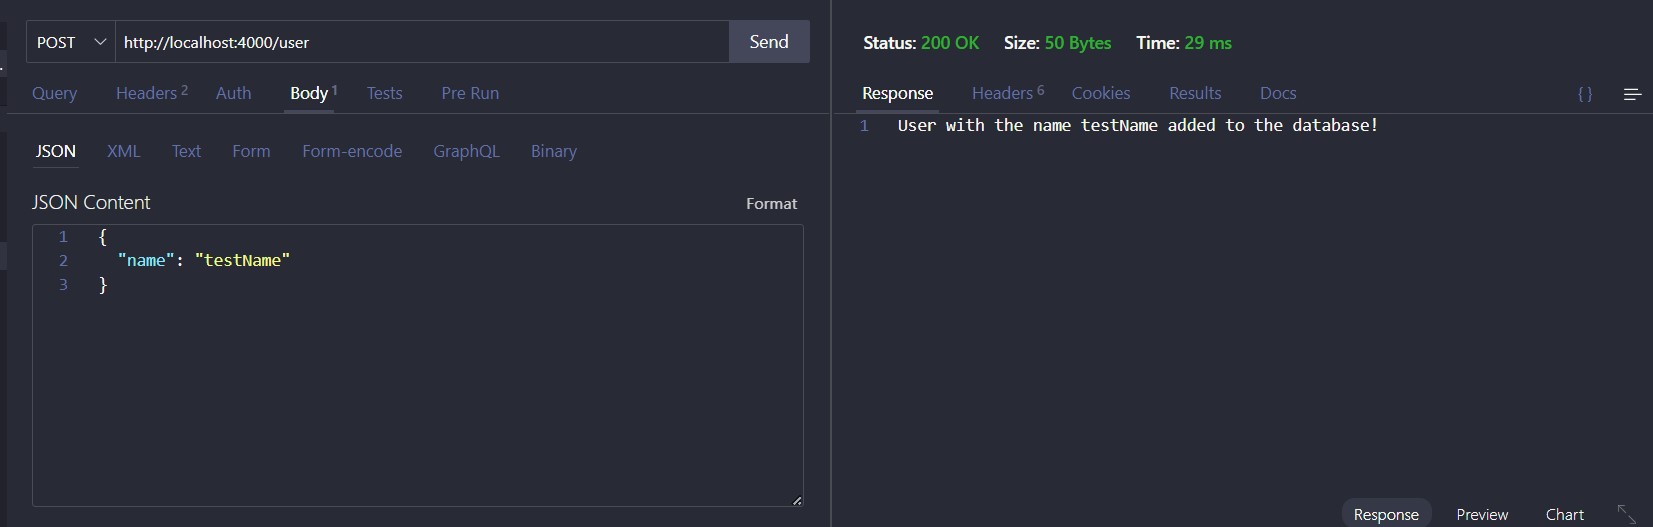 POST http://localhost:4000/user Send
Query Headers 2 Auth Body 1 Tests Pre Run
JSON XML Text Form Form-encode GraphQL Binary
JSON Content Format
1 {
2 "name": "testName"
3 }
Status: 200 OK Size: 50 Bytes Time: 29 ms
Response Headers 6 Cookies Results Docs {}
1 User with the name testName added to the database!
Response Preview Chart